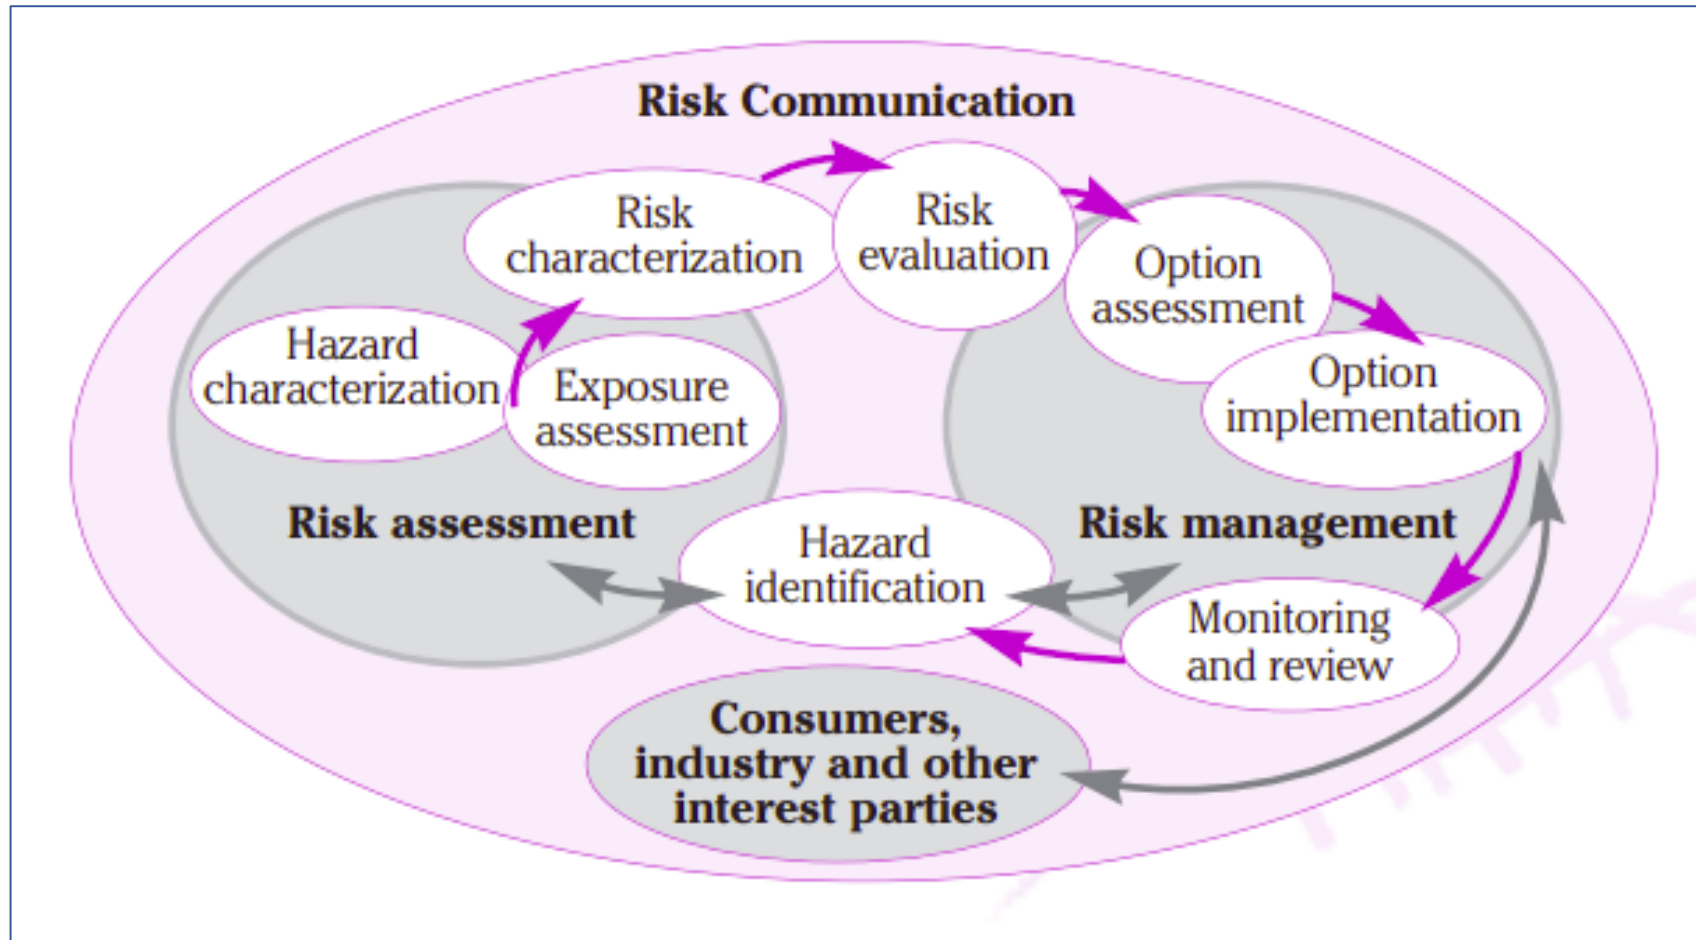 Risk Communication
Risk
characterization
Risk
evaluation
Option
assessment
Hazard
characterization
Exposure
assessment
Option
implementation
Risk assessment
Hazard
identification
Risk management
Monitoring
and review
Consumers,
industry and other
interest parties